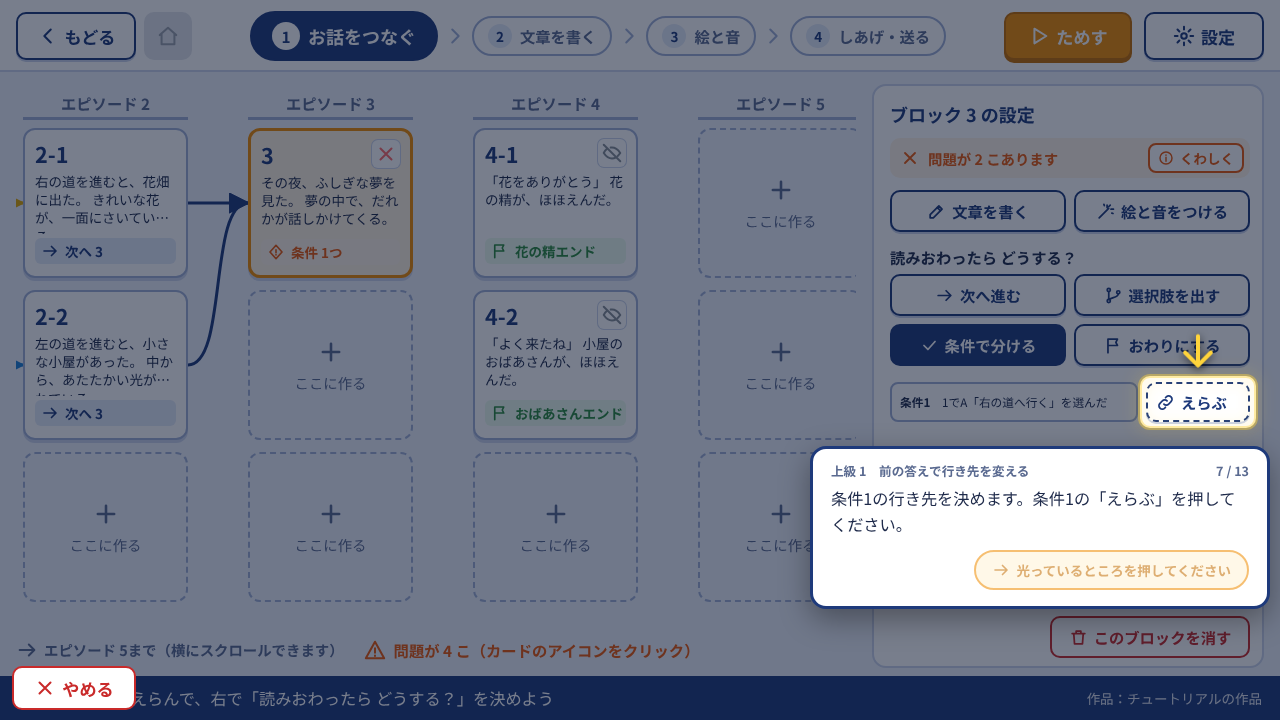 もどる
1 お話をつなぐ
2 文章を書く
3 絵と音
4 しあげ・送る
ためす
設定
エピソード 2
エピソード 3
エピソード 4
エピソード 5
2-1
右の道を進むと、花畑
に出た。 きれいな花
が、一面にさいてい…
次へ 3
3
その夜、ふしぎな夢を
見た。 夢の中で、だれ
かが話しかけてくる。
条件 1つ
4-1
「花をありがとう」 花
の精が、ほほえんだ。
花の精エンド
ここに作る
2-2
左の道を進むと、小さ
な小屋があった。 中か
ら、あたたかい光が…
次へ 3
ここに作る
4-2
「よく来たね」 小屋の
おばあさんが、ほほえ
んだ。
おばあさんエンド
ここに作る
ここに作る
ここに作る
ここに作る
ここに作る
エピソード 5まで（横にスクロールできます）
問題が 4 こ（カードのアイコンをクリック）
ブロック 3 の設定
問題が 2 こあります
くわしく
文章を書く
絵と音をつける
読みおわったら どうする？
次へ進む
選択肢を出す
条件で分ける
おわりにする
条件1 1でA「右の道へ行く」を選んだ
えらぶ
上級 1 前の答えで行き先を変える
7 / 13
条件1の行き先を決めます。条件1の「えらぶ」を押して
ください。
光っているところを押してください
このブロックを消す
やめる
えらんで、右で「読みおわったら どうする？」を決めよう
作品：チュートリアルの作品